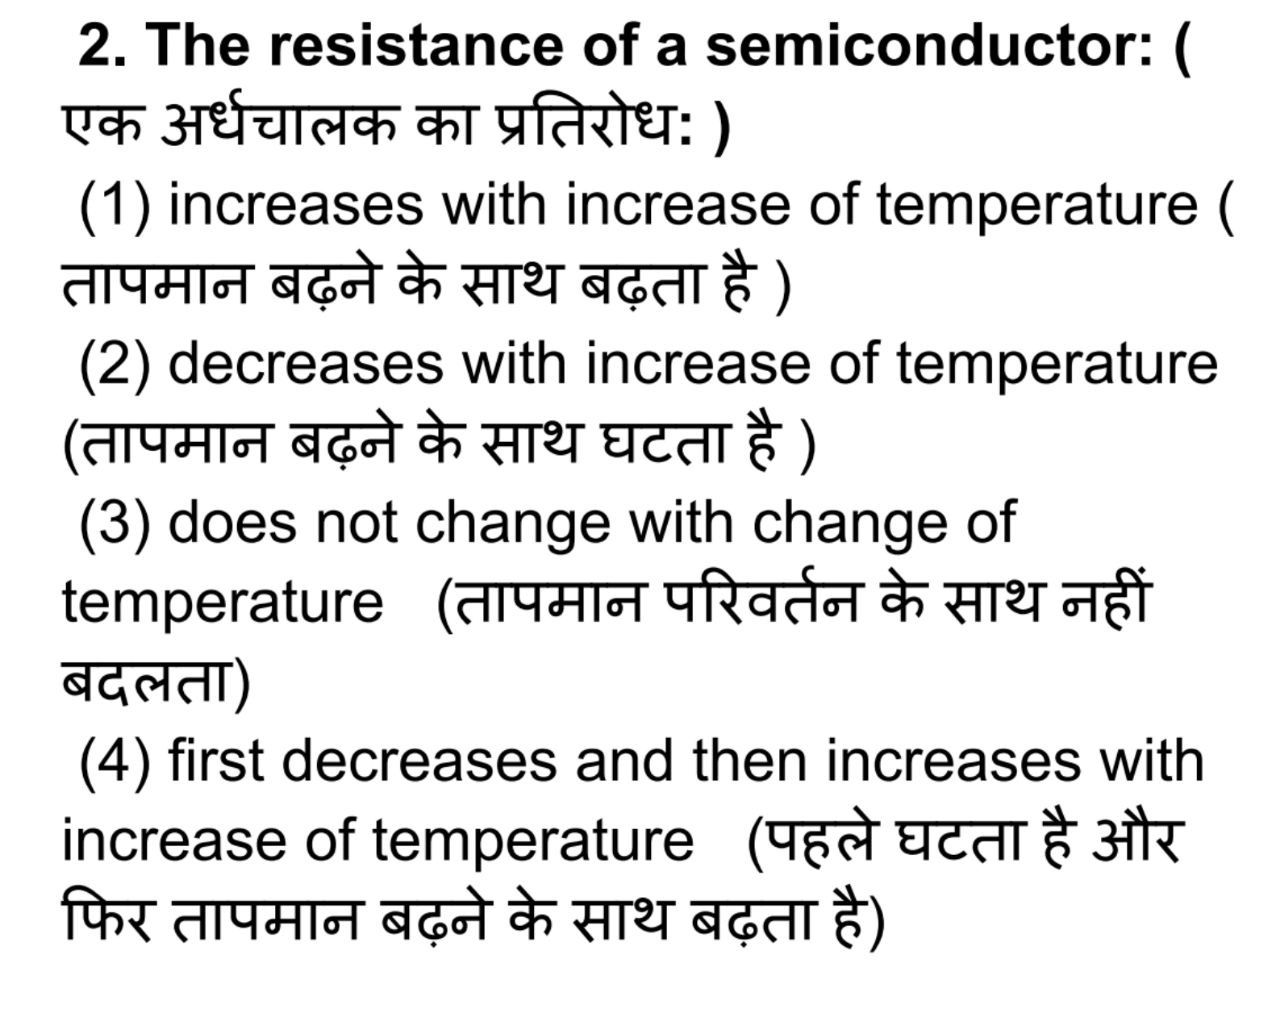 2. The resistance of a semiconductor: (
एक अर्धचालक का प्रतिरोध: )
(1) increases with increase of temperature (
तापमान बढ़ने के साथ बढ़ता है )
(2) decreases with increase of temperature
(तापमान बढ़ने के साथ घटता है )
(3) does not change with change of
temperature (तापमान परिवर्तन के साथ नहीं
बदलता)
(4) first decreases and then increases with
increase of temperature (पहले घटता है और
फिर तापमान बढ़ने के साथ बढ़ता है)